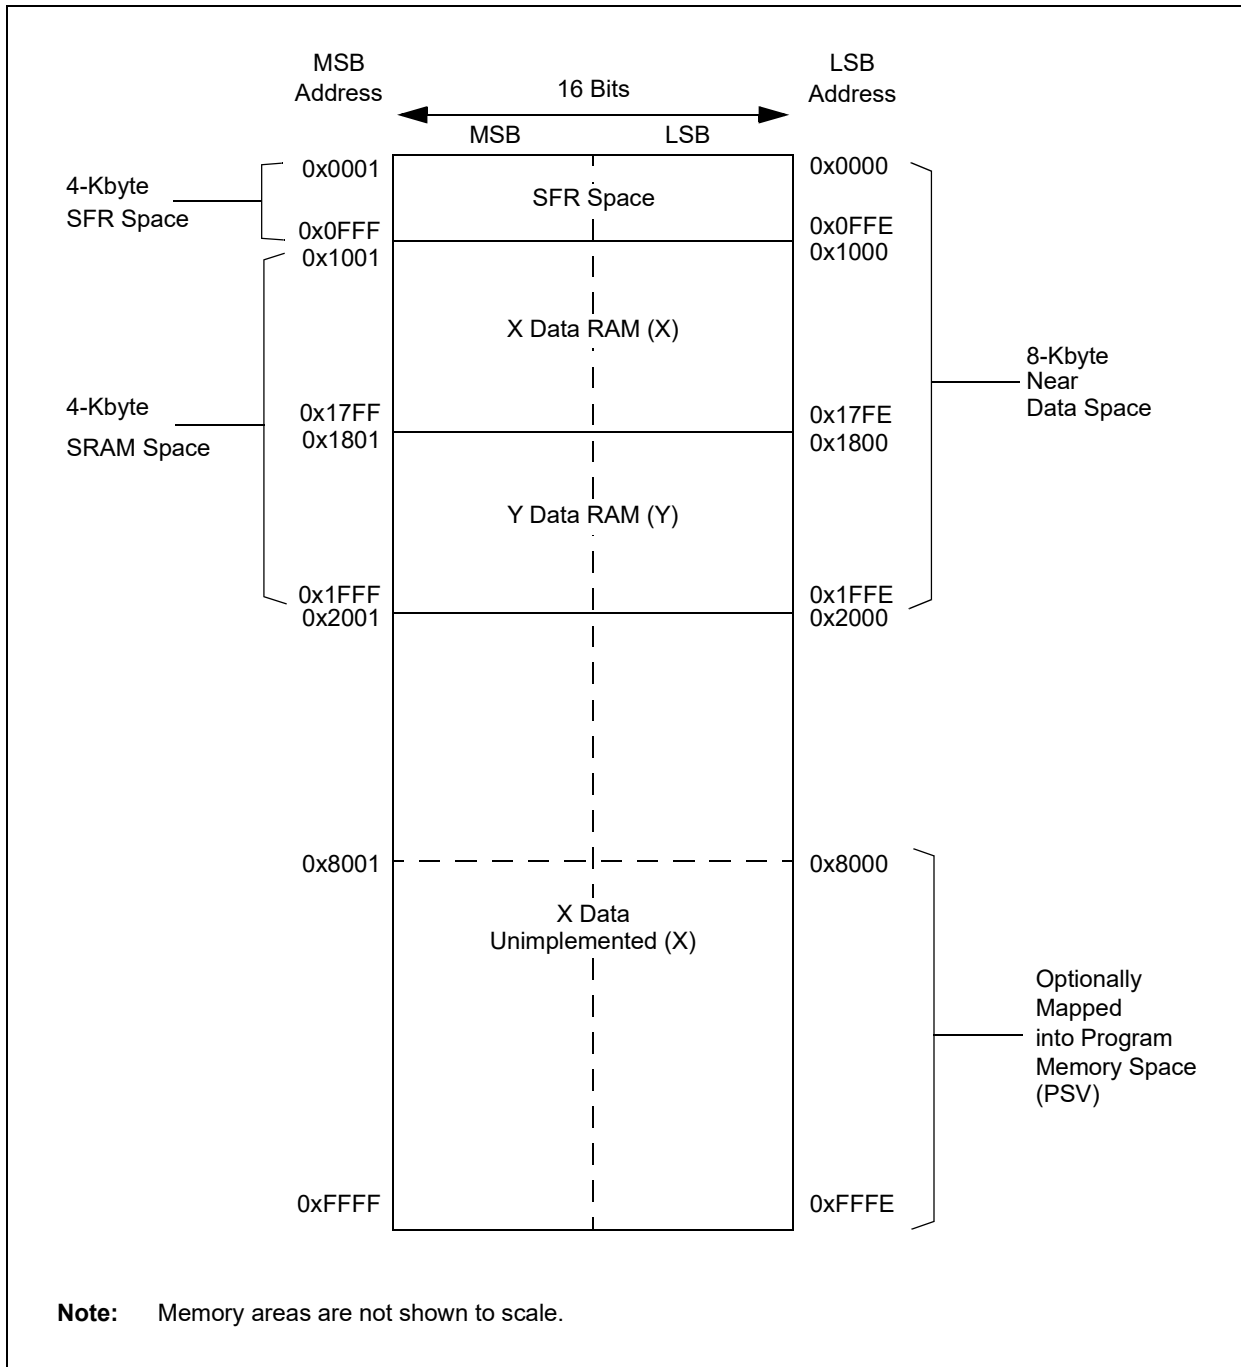 MSB
Address
LSB
Address
16 Bits
MSB
LSB
0x0001
0x0000
4-Kbyte
SFR Space
SFR Space
0x0FFF
0x0FFE
0x1001
0x1000
X Data RAM (X)
8-Kbyte
Near
Data Space
4-Kbyte
SRAM Space
0x17FF
0x17FE
0x1801
0x1800
Y Data RAM (Y)
0x1FFF
0x1FFE
0x2001
0x2000
0x8001
0x8000
X Data
Unimplemented (X)
Optionally
Mapped
into Program
Memory Space
(PSV)
0xFFFF
0xFFFE
Note: Memory areas are not shown to scale.